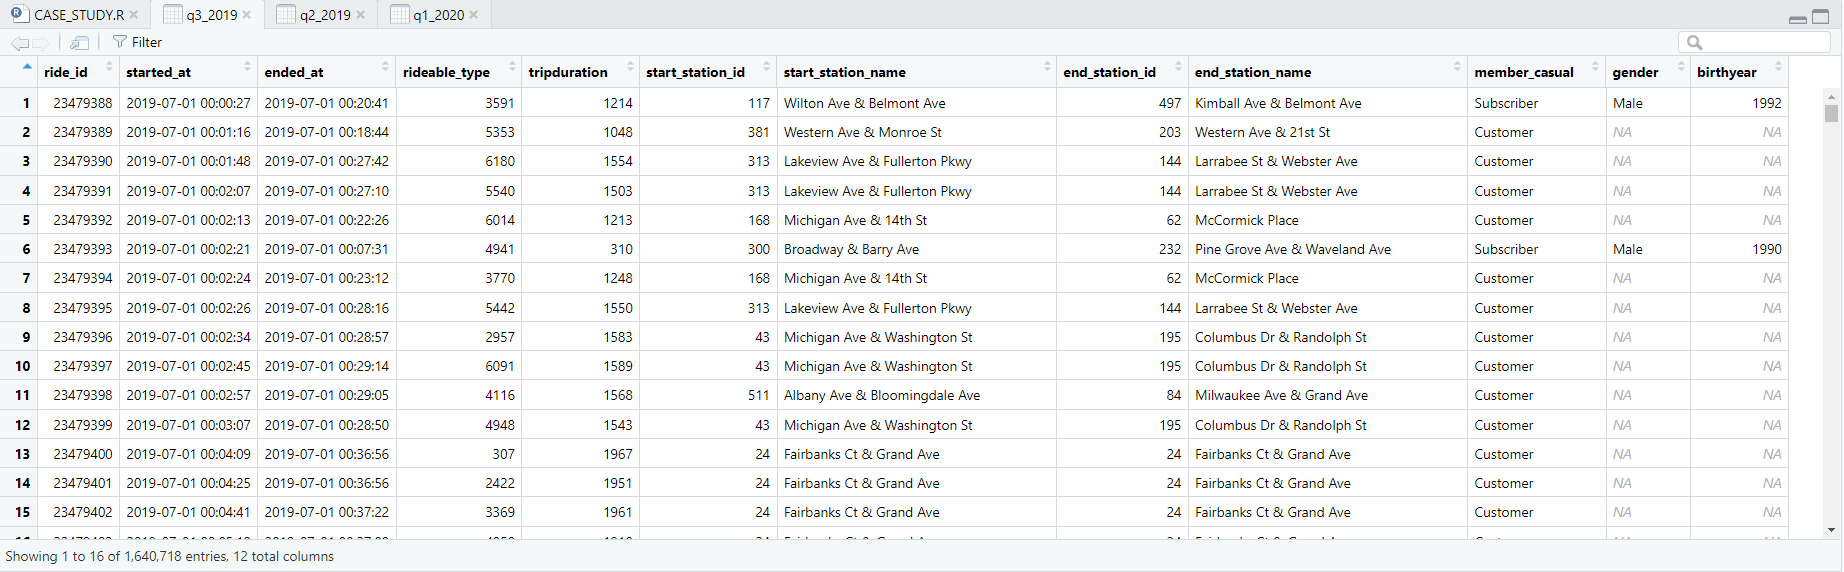 CASE_STUDY.R q3_2019 q2_2019 q1_2020
Filter
ride_id started_at ended_at rideable_type tripduration start_station_id start_station_name end_station_id end_station_name member_casual gender birthyear
1 23479388 2019-07-01 00:00:27 2019-07-01 00:20:41 3591 1214 117 Wilton Ave & Belmont Ave 497 Kimball Ave & Belmont Ave Subscriber Male 1992
2 23479389 2019-07-01 00:01:16 2019-07-01 00:18:44 5353 1048 381 Western Ave & Monroe St 203 Western Ave & 21st St Customer NA NA
3 23479390 2019-07-01 00:01:48 2019-07-01 00:27:42 6180 1554 313 Lakeview Ave & Fullerton Pkwy 144 Larrabee St & Webster Ave Customer NA NA
4 23479391 2019-07-01 00:02:07 2019-07-01 00:27:10 5540 1503 313 Lakeview Ave & Fullerton Pkwy 144 Larrabee St & Webster Ave Customer NA NA
5 23479392 2019-07-01 00:02:13 2019-07-01 00:22:26 6014 1213 168 Michigan Ave & 14th St 62 McCormick Place Customer NA NA
6 23479393 2019-07-01 00:02:21 2019-07-01 00:07:31 4941 310 300 Broadway & Barry Ave 232 Pine Grove Ave & Waveland Ave Subscriber Male 1990
7 23479394 2019-07-01 00:02:24 2019-07-01 00:23:12 3770 1248 168 Michigan Ave & 14th St 62 McCormick Place Customer NA NA
8 23479395 2019-07-01 00:02:26 2019-07-01 00:28:16 5442 1550 313 Lakeview Ave & Fullerton Pkwy 144 Larrabee St & Webster Ave Customer NA NA
9 23479396 2019-07-01 00:02:34 2019-07-01 00:28:57 2957 1583 43 Michigan Ave & Washington St 195 Columbus Dr & Randolph St Customer NA NA
10 23479397 2019-07-01 00:02:45 2019-07-01 00:29:14 6091 1589 43 Michigan Ave & Washington St 195 Columbus Dr & Randolph St Customer NA NA
11 23479398 2019-07-01 00:02:57 2019-07-01 00:29:05 4116 1568 511 Albany Ave & Bloomingdale Ave 84 Milwaukee Ave & Grand Ave Customer NA NA
12 23479399 2019-07-01 00:03:07 2019-07-01 00:28:50 4948 1543 43 Michigan Ave & Washington St 195 Columbus Dr & Randolph St Customer NA NA
13 23479400 2019-07-01 00:04:09 2019-07-01 00:36:56 307 1967 24 Fairbanks Ct & Grand Ave 24 Fairbanks Ct & Grand Ave Customer NA NA
14 23479401 2019-07-01 00:04:25 2019-07-01 00:36:56 2422 1951 24 Fairbanks Ct & Grand Ave 24 Fairbanks Ct & Grand Ave Customer NA NA
15 23479402 2019-07-01 00:04:41 2019-07-01 00:37:22 3369 1961 24 Fairbanks Ct & Grand Ave 24 Fairbanks Ct & Grand Ave Customer NA NA
Showing 1 to 16 of 1,640,718 entries, 12 total columns